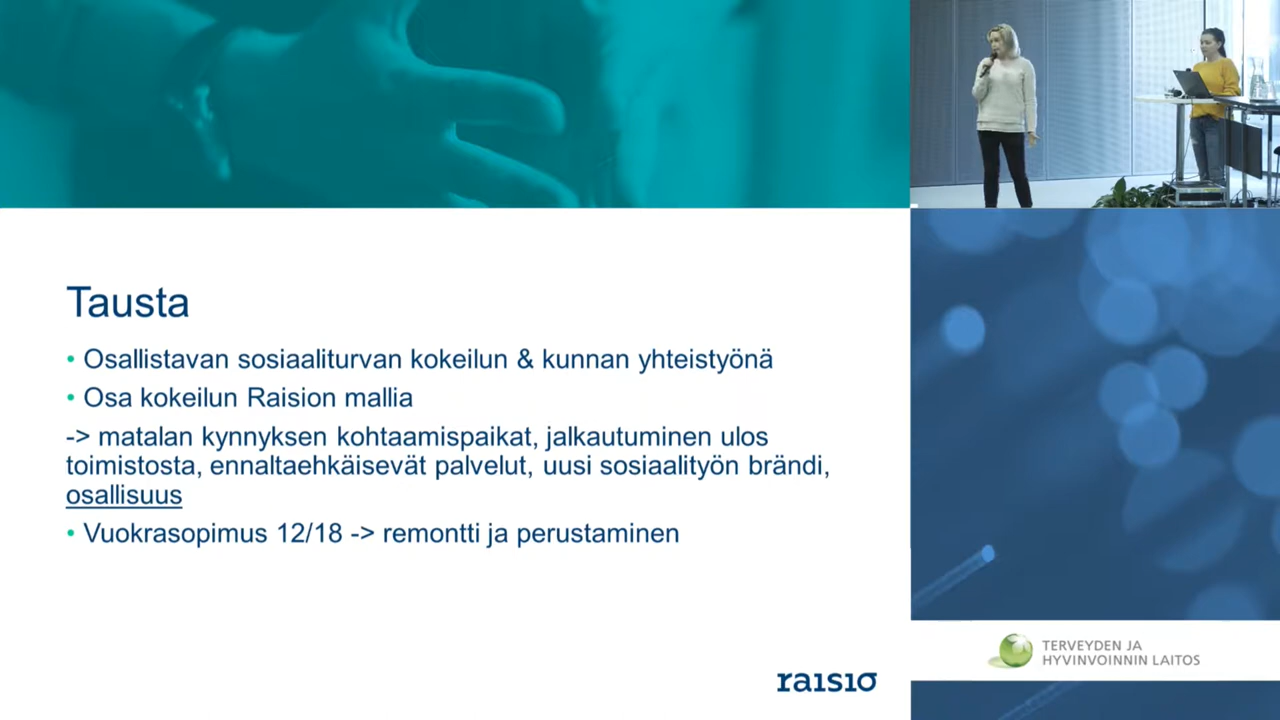 Tausta
• Osallistavan sosiaaliturvan kokeilun & kunnan yhteistyönä
• Osa kokeilun Raision mallia
-> matalan kynnyksen kohtaamispaikat, jalkautuminen ulos
toimistosta, ennaltaehkäisevät palvelut, uusi sosiaalityön brändi,
osallisuus
• Vuokrasopimus 12/18 -> remontti ja perustaminen
raisio
TERVEYDEN JA
HYVINVOINNIN LAITOS